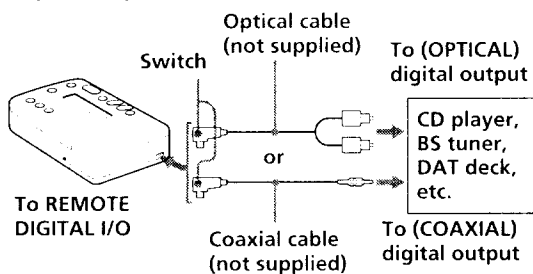 Optical cable
(not supplied)
Switch
To (OPTICAL)
digital output
CD player,
BS tuner,
DAT deck,
etc.
or
To REMOTE
DIGITAL I/O
Coaxial cable
(not supplied)
To (COAXIAL)
digital output